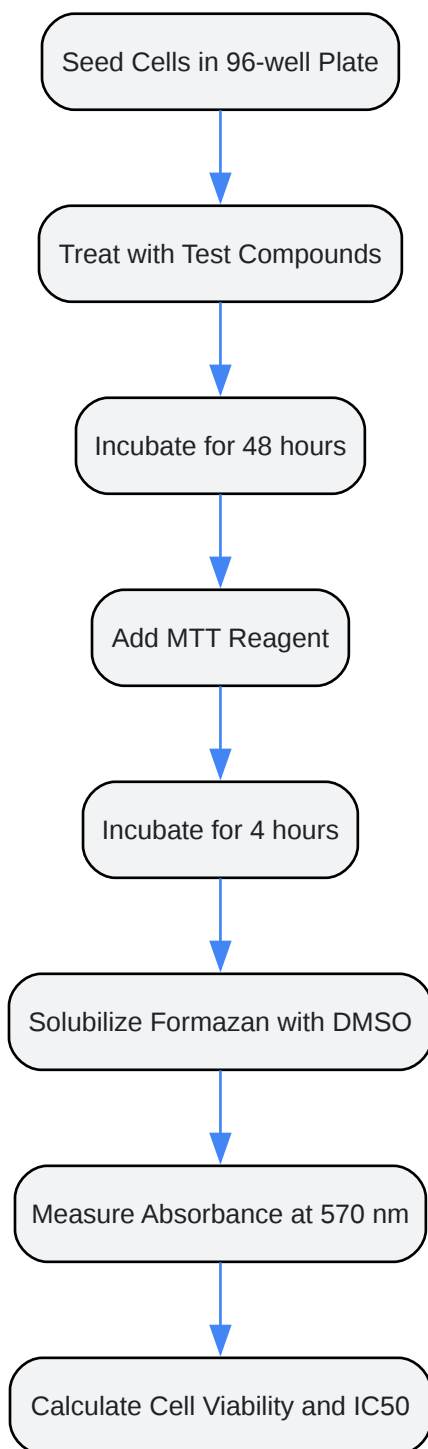 Seed Cells in 96-well Plate
Treat with Test Compounds
Incubate for 48 hours
Add MTT Reagent
Incubate for 4 hours
Solubilize Formazan with DMSO
Measure Absorbance at 570 nm
Calculate Cell Viability and IC50